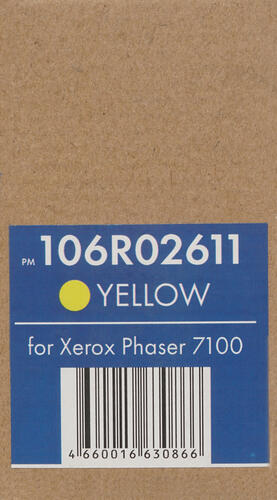 PM 106R02611
YELLOW
for Xerox Phaser 7100
4 660016 630866